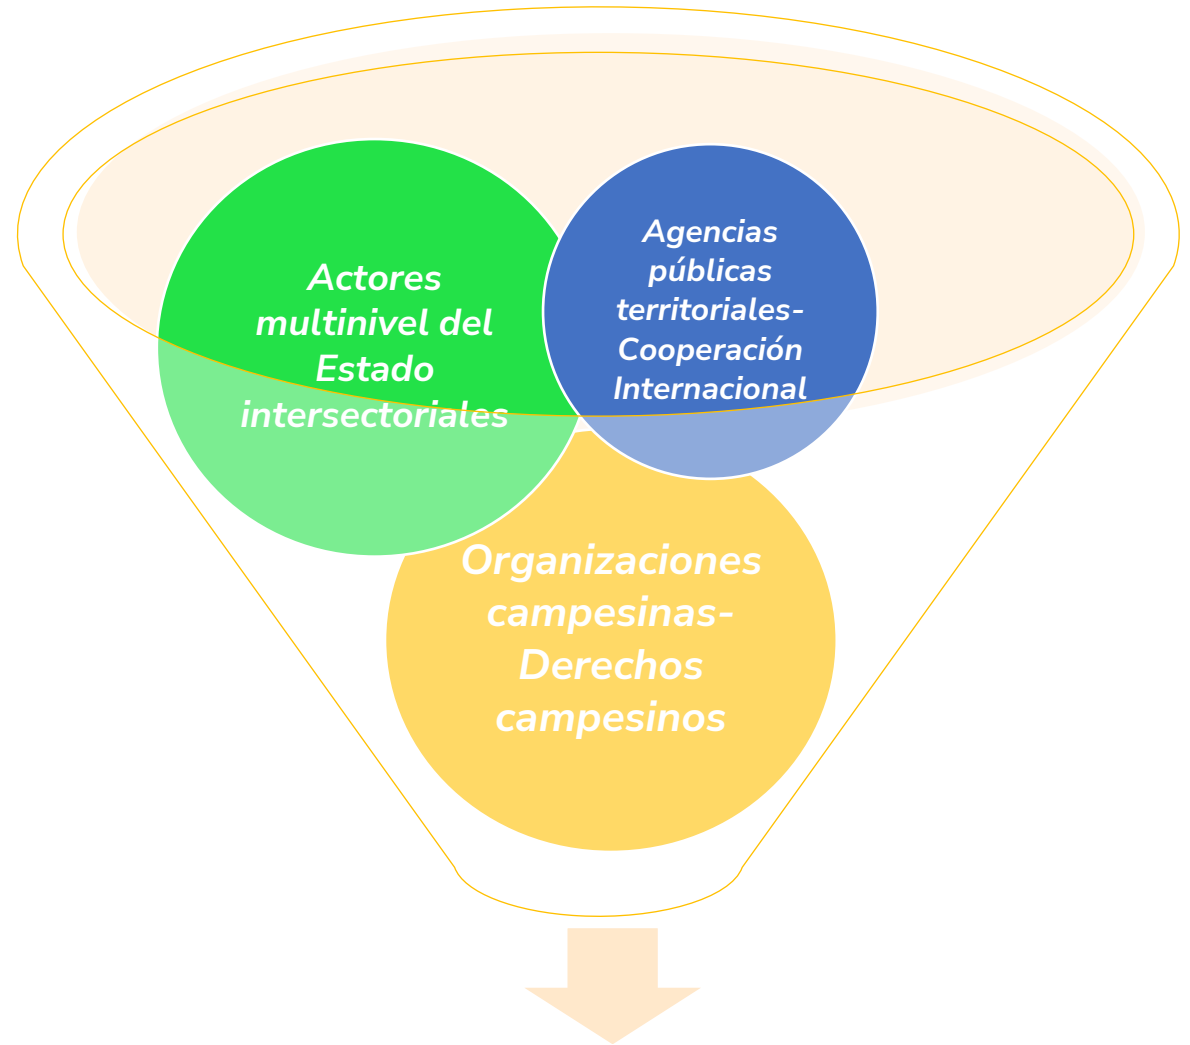 Actores
multinivel del
Estado
intersectoriales
Agencias
públicas
territoriales-
Cooperación
Internacional
Organizaciones
campesinas-
Derechos
campesinos